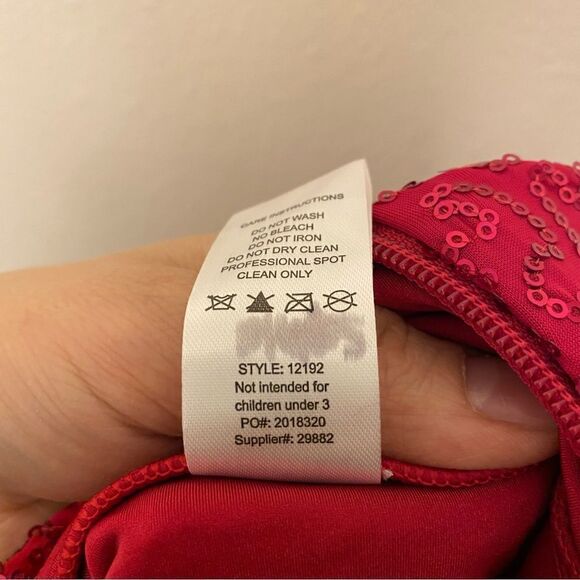 CARE INSTRUCTIONS
DO NOT WASH
NO BLEACH
DO NOT IRON
DO NOT DRY CLEAN
PROFESSIONAL SPOT
CLEAN ONLY
STYLE: 12192
Not intended for
children under 3
PO#: 2018320
Supplier#: 29882